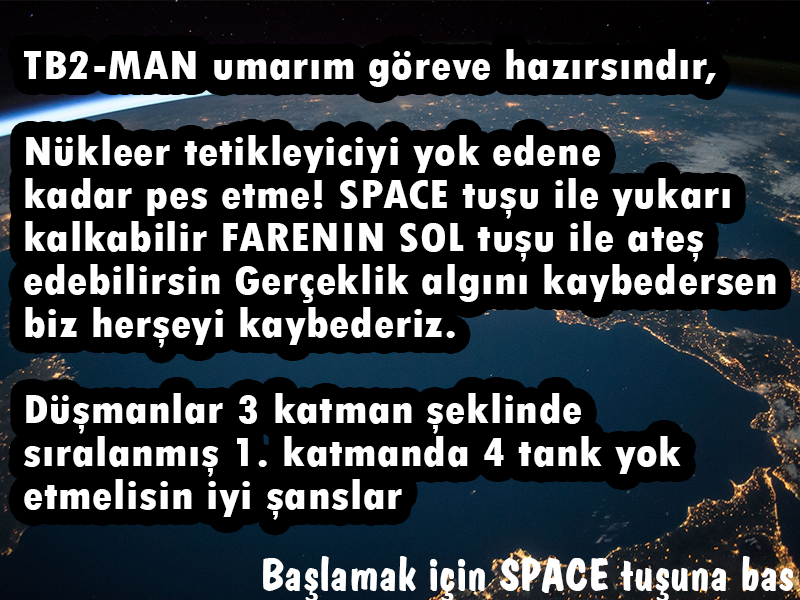 TB2-MAN umarım göreve hazırsındır,
Nükleer tetikleyiciyi yok edene
kadar pes etme! SPACE tuşu ile yukarı
kalkabilir FARENIN SOL tuşu ile ateş
edebilirsin Gerçeklik algını kaybedersen
biz herşeyi kaybederiz.
Düşmanlar 3 katman şeklinde
sıralanmış 1. katmanda 4 tank yok
etmelisin iyi şanslar
Başlamak için SPACE tuşuna bas